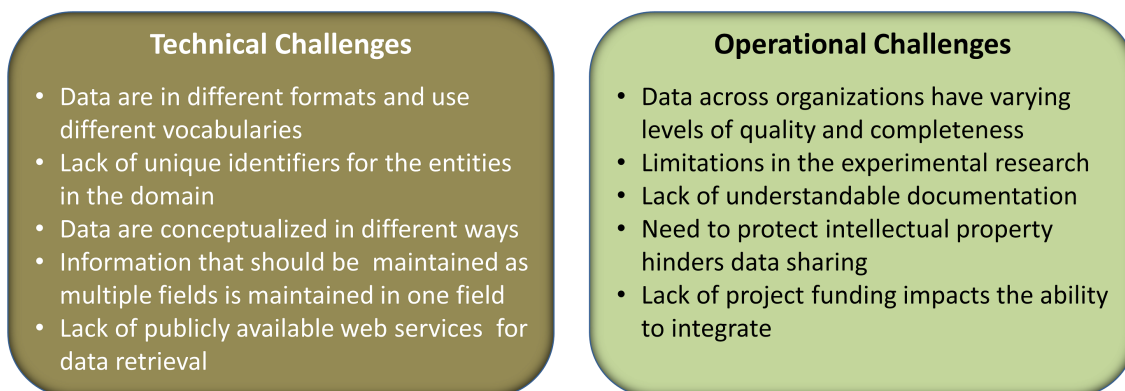 Technical Challenges
• Data are in different formats and use
different vocabularies
• Lack of unique identifiers for the entities
in the domain
• Data are conceptualized in different ways
• Information that should be  maintained as
multiple fields is maintained in one field
• Lack of publicly available web services  for
data retrieval
Operational Challenges
• Data across organizations have varying
levels of quality and completeness
• Limitations in the experimental research
• Lack of understandable documentation
• Need to protect intellectual property
hinders data sharing
• Lack of project funding impacts the ability
to integrate